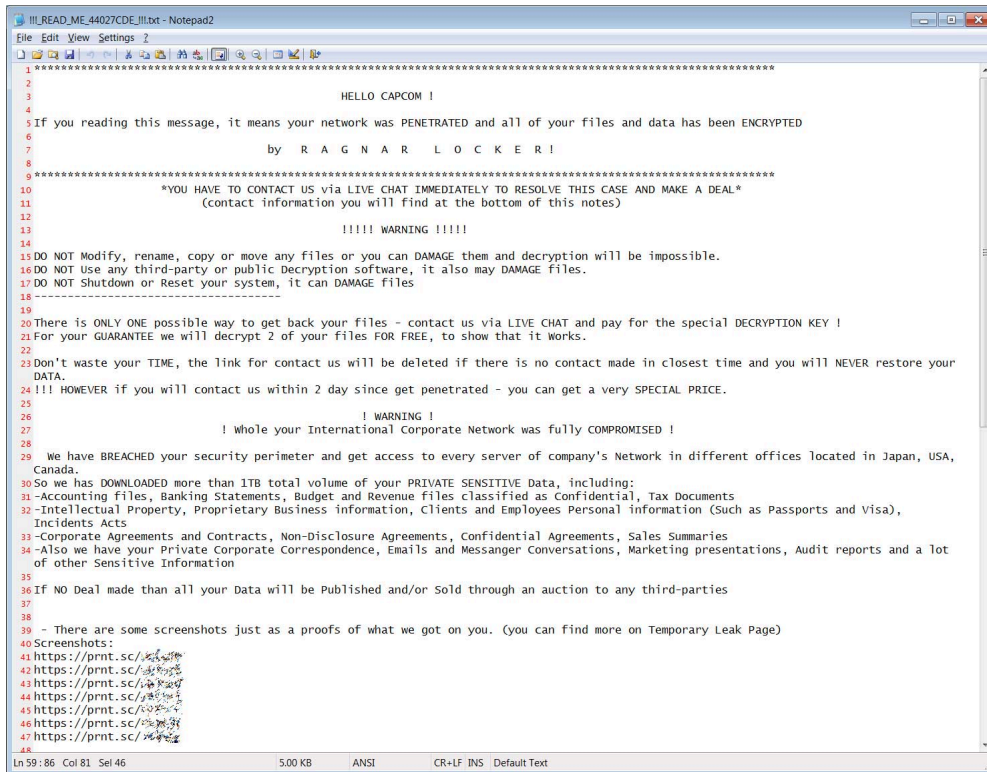 !!!_READ_ME_44027CDE_!!!.txt - Notepad2
File Edit View Settings ?
1 ****************************************************************************************************************
2
3 HELLO CAPCOM !
4
5 If you reading this message, it means your network was PENETRATED and all of your files and data has been ENCRYPTED
6
7 by R A G N A R L O C K E R !
8
9 ****************************************************************************************************************
10 *YOU HAVE TO CONTACT US via LIVE CHAT IMMEDIATELY TO RESOLVE THIS CASE AND MAKE A DEAL*
11 (contact information you will find at the bottom of this notes)
12
13 !!!!! WARNING !!!!!
14
15 DO NOT Modify, rename, copy or move any files or you can DAMAGE them and decryption will be impossible.
16 DO NOT Use any third-party or public Decryption software, it also may DAMAGE files.
17 DO NOT Shutdown or Reset your system, it can DAMAGE files
18 -------------------------------------
19
20 There is ONLY ONE possible way to get back your files - contact us via LIVE CHAT and pay for the special DECRYPTION KEY !
21 For your GUARANTEE we will decrypt 2 of your files FOR FREE, to show that it Works.
22
23 Don't waste your TIME, the link for contact us will be deleted if there is no contact made in closest time and you will NEVER restore your
DATA.
24 !!! HOWEVER if you will contact us within 2 day since get penetrated - you can get a very SPECIAL PRICE.
25
26 ! WARNING !
27 ! Whole your International Corporate Network was fully COMPROMISED !
28
29 We have BREACHED your security perimeter and get access to every server of company's Network in different offices located in Japan, USA,
Canada.
30 So we has DOWNLOADED more than 1TB total volume of your PRIVATE SENSITIVE Data, including:
31 -Accounting files, Banking Statements, Budget and Revenue files classified as Confidential, Tax Documents
32 -Intellectual Property, Proprietary Business information, Clients and Employees Personal information (Such as Passports and Visa),
Incidents Acts
33 -Corporate Agreements and Contracts, Non-Disclosure Agreements, Confidential Agreements, Sales Summaries
34 -Also we have your Private Corporate Correspondence, Emails and Messanger Conversations, Marketing presentations, Audit reports and a lot
of other Sensitive Information
35
36 If NO Deal made than all your Data will be Published and/or Sold through an auction to any third-parties
37
38
39 - There are some screenshots just as a proofs of what we got on you. (you can find more on Temporary Leak Page)
40 Screenshots:
41 https://prnt.sc/
42 https://prnt.sc/
43 https://prnt.sc/
44 https://prnt.sc/
45 https://prnt.sc/
46 https://prnt.sc/
47 https://prnt.sc/
48
Ln 59 : 86 Col 81 Sel 46 5.00 KB ANSI CR+LF INS Default Text